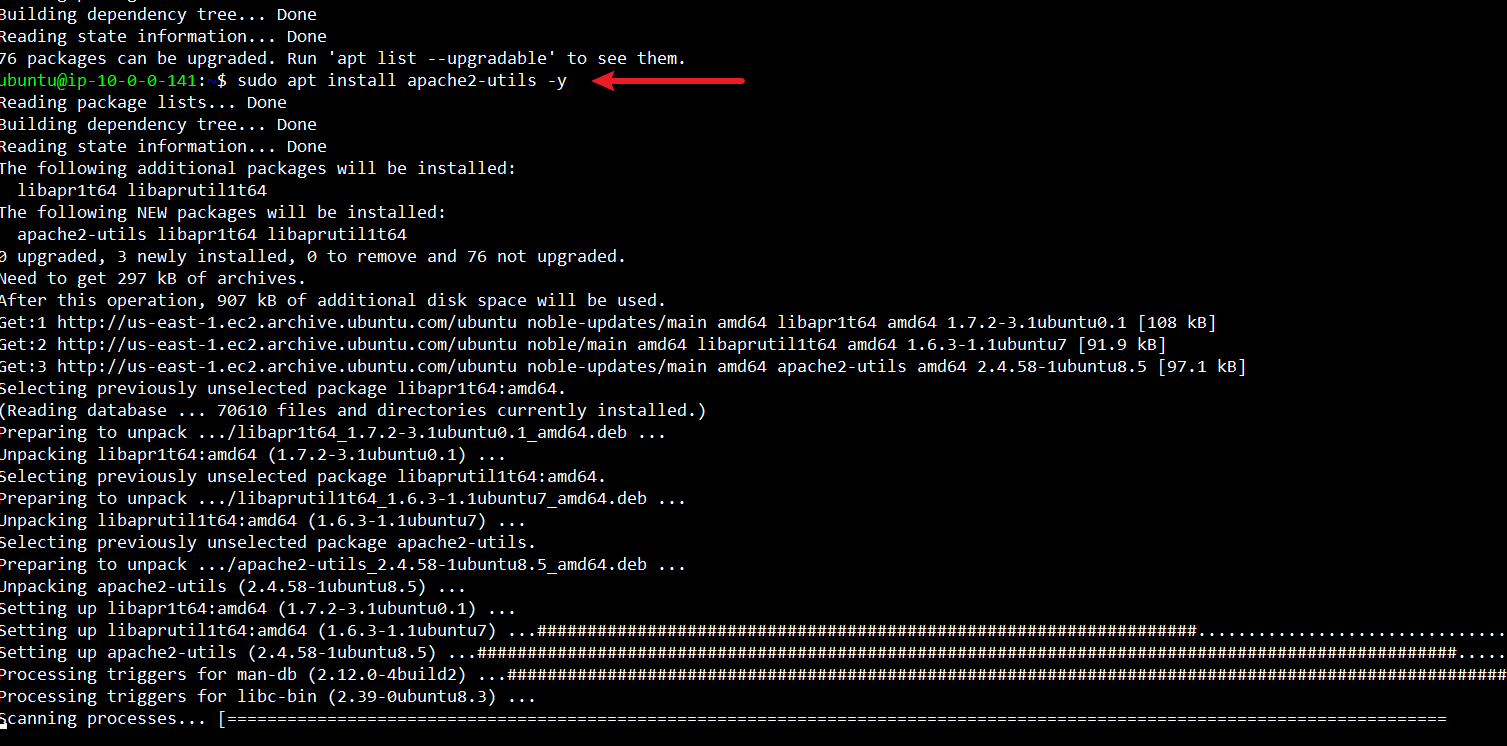 Building dependency tree... Done
Reading state information... Done
76 packages can be upgraded. Run 'apt list --upgradable' to see them.
ubuntu@ip-10-0-0-141:~$ sudo apt install apache2-utils -y
Reading package lists... Done
Building dependency tree... Done
Reading state information... Done
The following additional packages will be installed:
  libapr1t64 libaprutil1t64
The following NEW packages will be installed:
  apache2-utils libapr1t64 libaprutil1t64
0 upgraded, 3 newly installed, 0 to remove and 76 not upgraded.
Need to get 297 kB of archives.
After this operation, 907 kB of additional disk space will be used.
Get:1 http://us-east-1.ec2.archive.ubuntu.com/ubuntu noble-updates/main amd64 libapr1t64 amd64 1.7.2-3.1ubuntu0.1 [108 kB]
Get:2 http://us-east-1.ec2.archive.ubuntu.com/ubuntu noble/main amd64 libaprutil1t64 amd64 1.6.3-1.1ubuntu7 [91.9 kB]
Get:3 http://us-east-1.ec2.archive.ubuntu.com/ubuntu noble-updates/main amd64 apache2-utils amd64 2.4.58-1ubuntu8.5 [97.1 kB]
Selecting previously unselected package libapr1t64:amd64.
(Reading database ... 70610 files and directories currently installed.)
Preparing to unpack .../libapr1t64_1.7.2-3.1ubuntu0.1_amd64.deb ...
Unpacking libapr1t64:amd64 (1.7.2-3.1ubuntu0.1) ...
Selecting previously unselected package libaprutil1t64:amd64.
Preparing to unpack .../libaprutil1t64_1.6.3-1.1ubuntu7_amd64.deb ...
Unpacking libaprutil1t64:amd64 (1.6.3-1.1ubuntu7) ...
Selecting previously unselected package apache2-utils.
Preparing to unpack .../apache2-utils_2.4.58-1ubuntu8.5_amd64.deb ...
Unpacking apache2-utils (2.4.58-1ubuntu8.5) ...
Setting up libapr1t64:amd64 (1.7.2-3.1ubuntu0.1) ...
Setting up libaprutil1t64:amd64 (1.6.3-1.1ubuntu7) ...##################################################################...............................
Setting up apache2-utils (2.4.58-1ubuntu8.5) ...##################################################################################################.....
Processing triggers for man-db (2.12.0-4build2) ...####################################################################################################
Processing triggers for libc-bin (2.39-0ubuntu8.3) ...
Scanning processes... [==========================================================================================================================